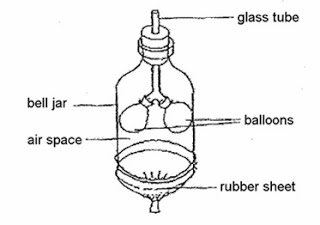 glass tube
bell jar
balloons
air space
rubber sheet